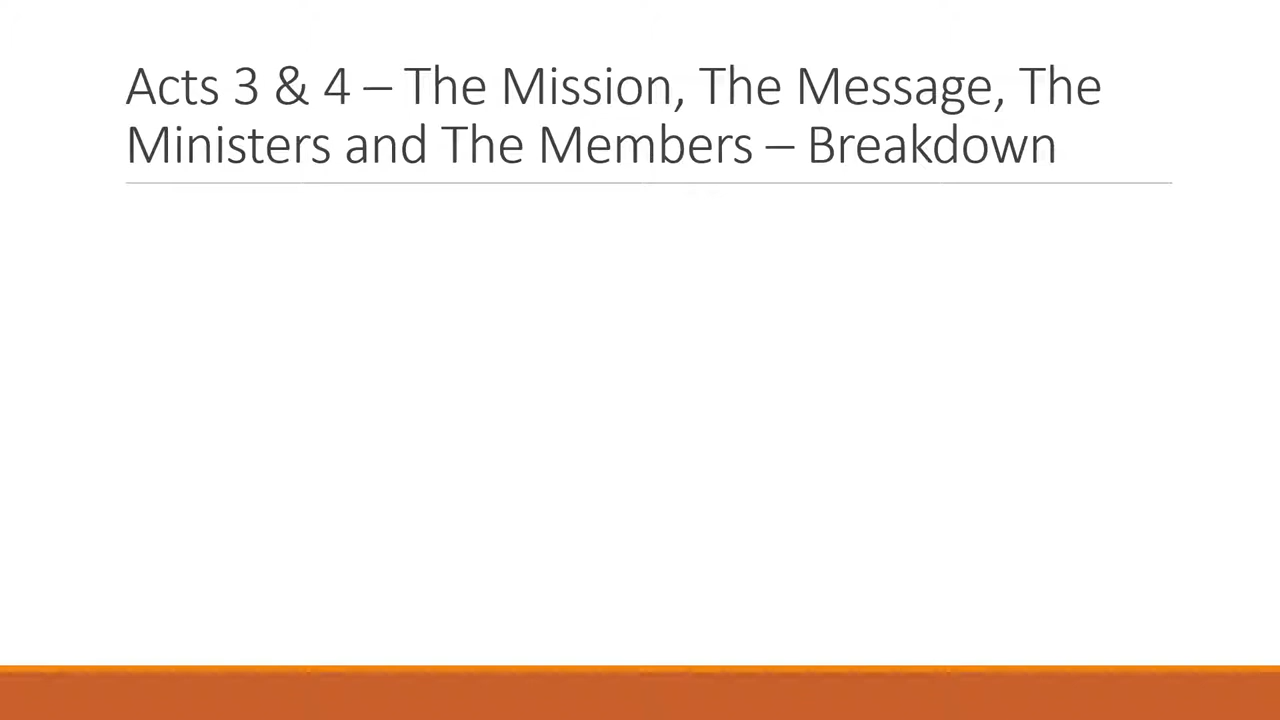 Acts 3 & 4 – The Mission, The Message, The
Ministers and The Members – Breakdown